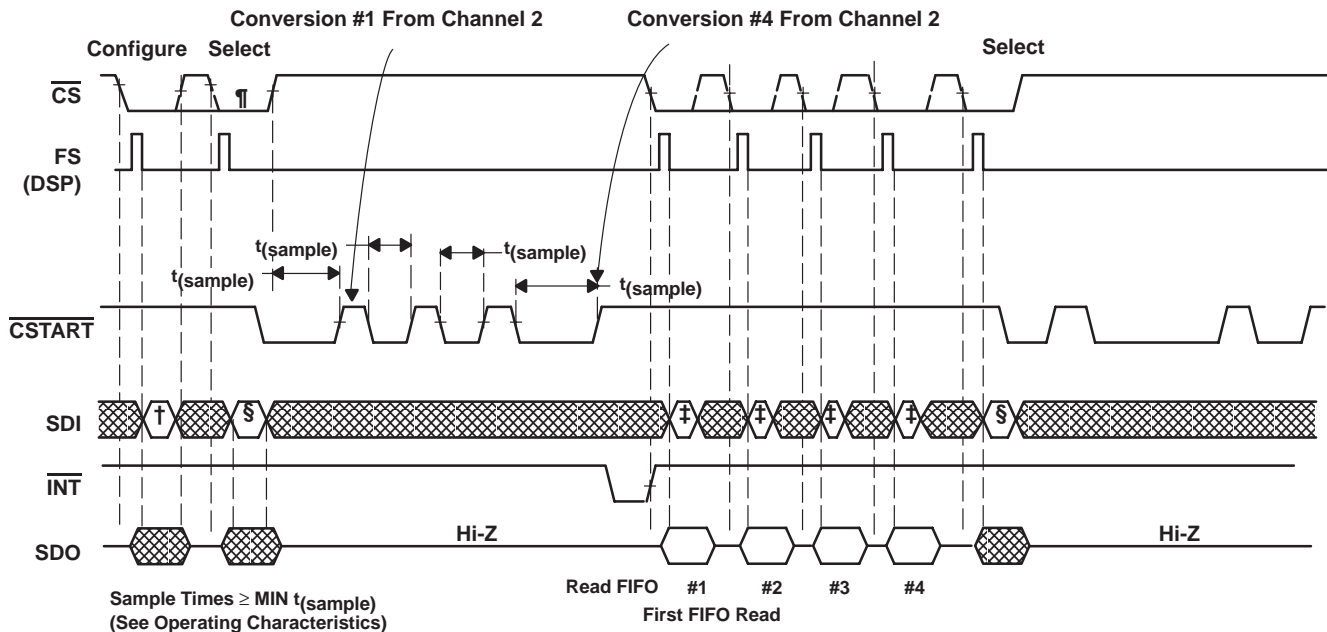 Conversion #1 From Channel 2
Conversion #4 From Channel 2
Configure Select
Select
CS
¶
FS
(DSP)
t(sample)
t(sample)
t(sample)
t(sample)
CSTART
SDI
† § ‡ ‡ ‡ ‡ §
INT
SDO
Hi-Z
Hi-Z
Read FIFO #1 #2 #3 #4
First FIFO Read
Sample Times ≥ MIN t(sample)
(See Operating Characteristics)